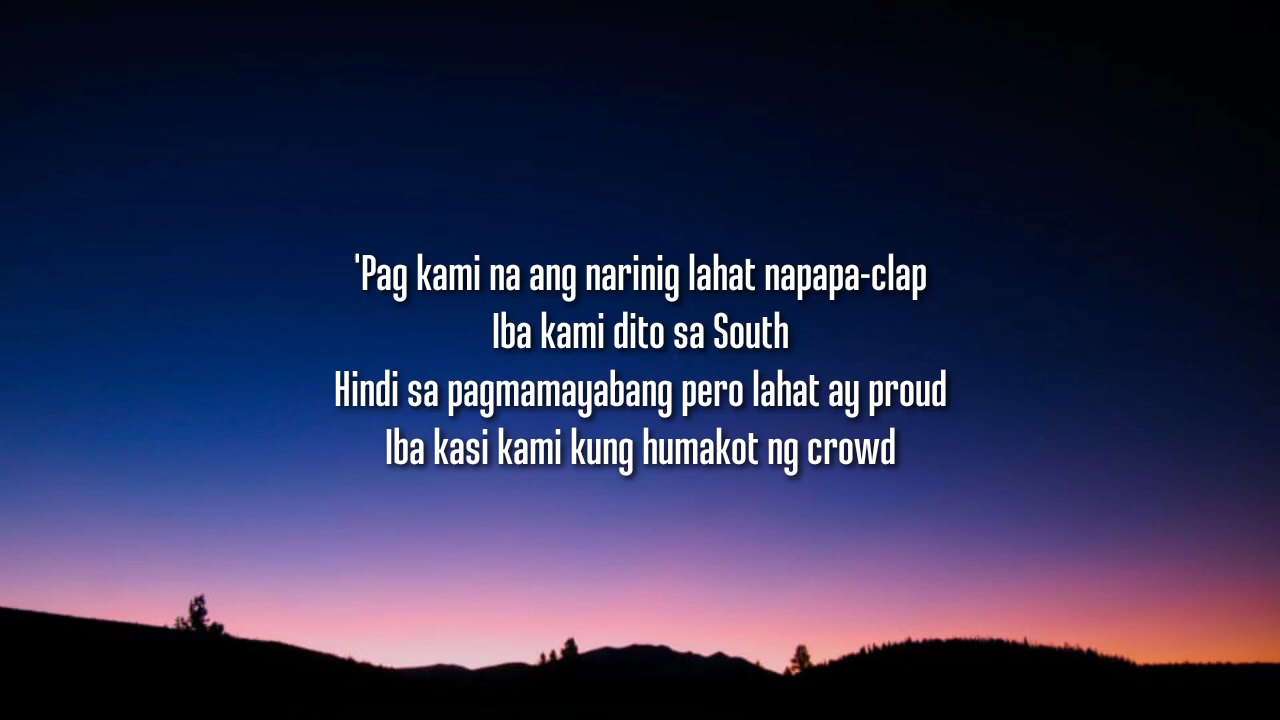 'Pag kami na ang narinig lahat napapa-clap
Iba kami dito sa South
Hindi sa pagmamayabang pero lahat ay proud
Iba kasi kami kung humakot ng crowd